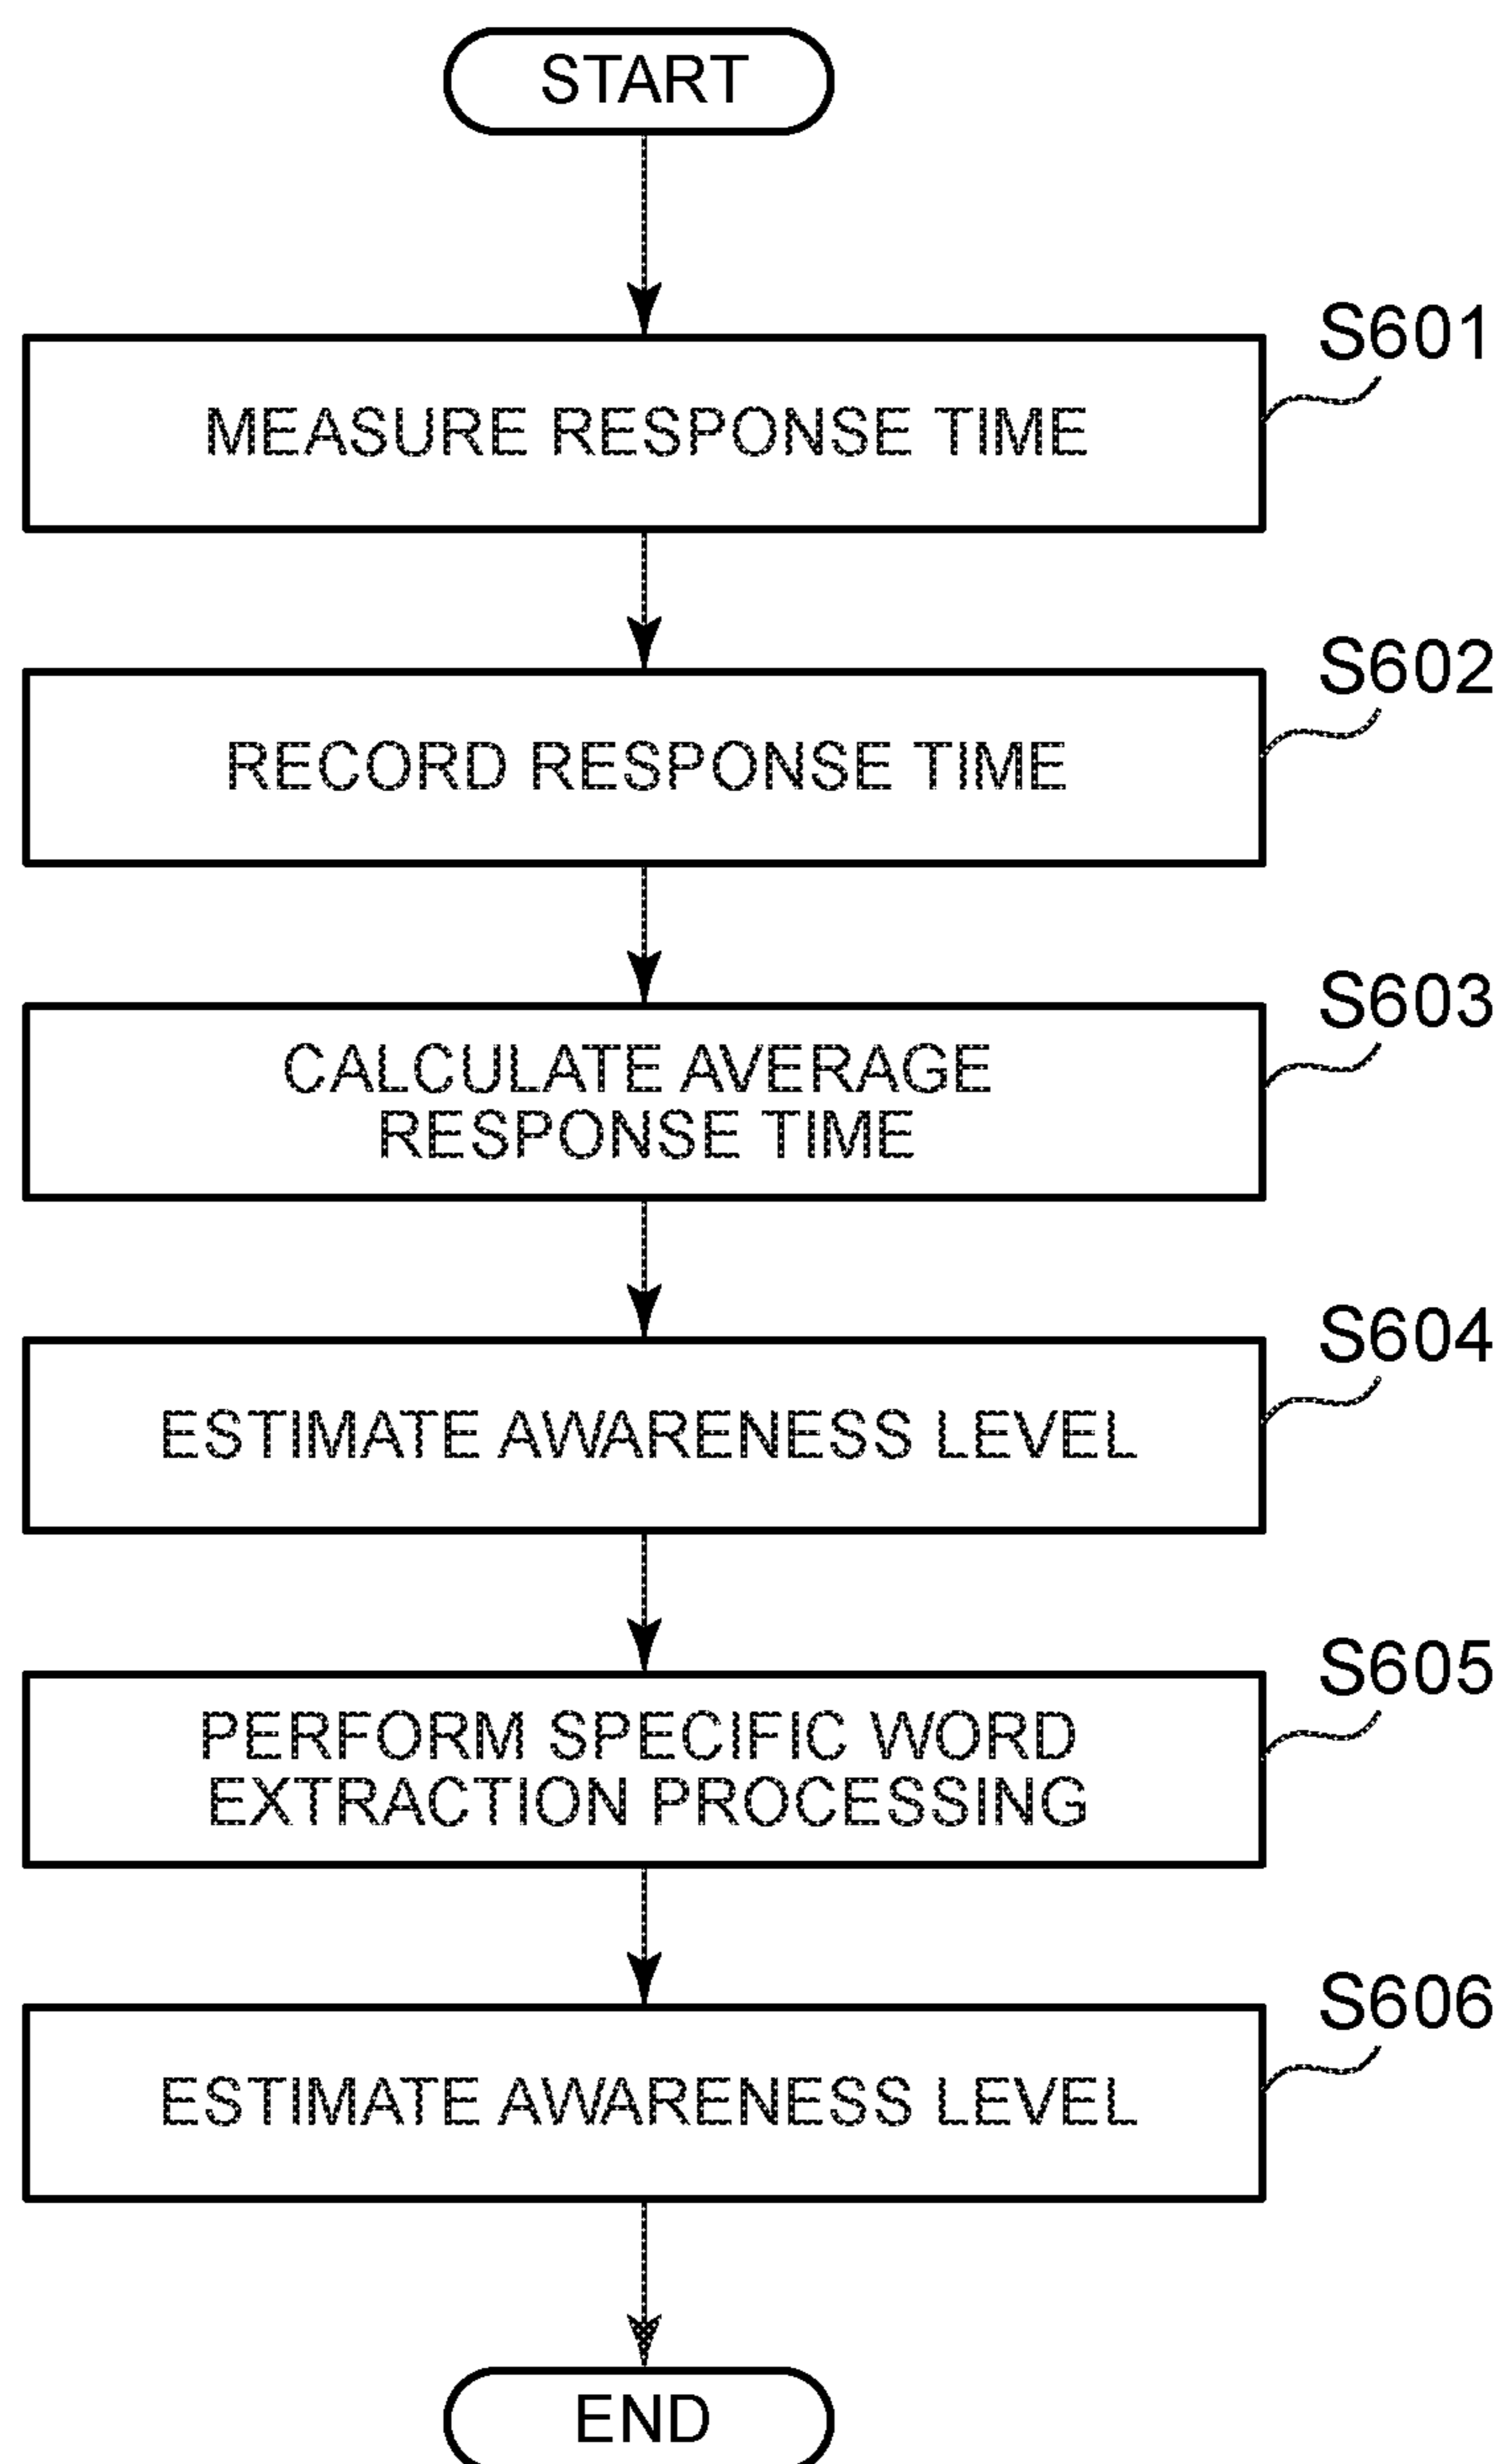 START
S601
MEASURE RESPONSE TIME
S602
RECORD RESPONSE TIME
S603
CALCULATE AVERAGE
RESPONSE TIME
S604
ESTIMATE AWARENESS LEVEL
S605
PERFORM SPECIFIC WORD
EXTRACTION PROCESSING
S606
ESTIMATE AWARENESS LEVEL
END